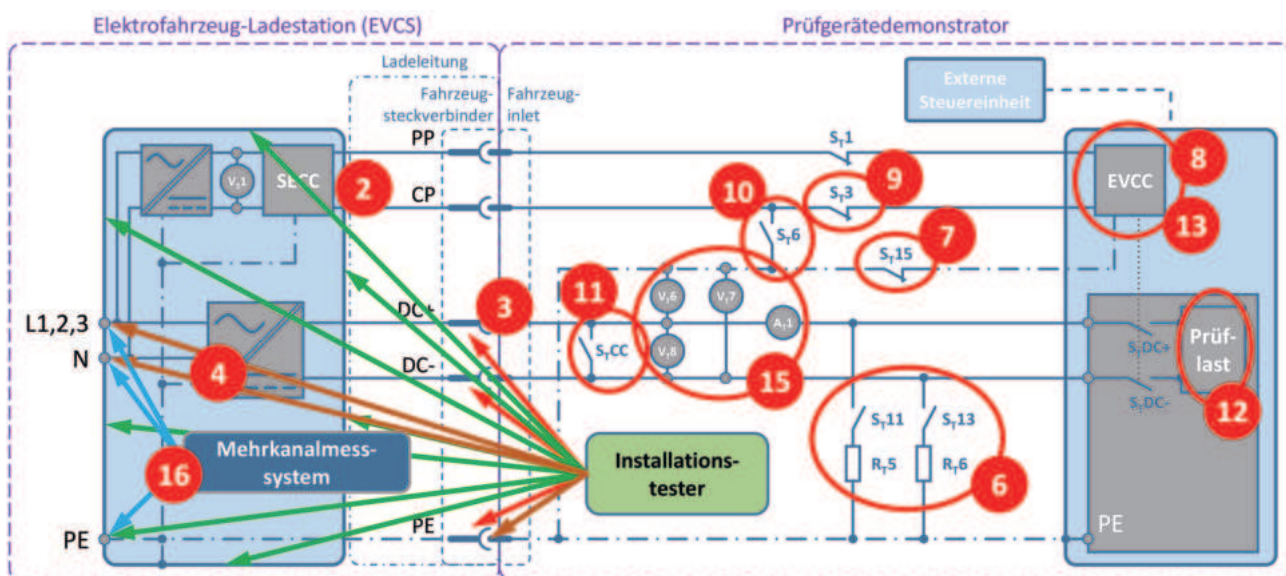 Elektrofahrzeug-Ladestation (EVCS)
Prüfgerätedemonstrator
Ladeleitung
Fahrzeug-
steckverbinder
Fahrzeug-
inlet
Externe
Steuereinheit
PP
CP
SECC
V_S1
2
S_T1
S_T3
9
10
S_T6
S_T15
7
EVCC
8
13
L1,2,3
N
DC+
DC-
3
4
11
S_TCC
V_T6
V_T7
V_T8
A_T1
15
S_TDC+
S_TDC-
Prüf-
last
12
S_T11
S_T13
R_T5
R_T6
6
16
Mehrkanalmess-
system
Installations-
tester
PE
PE
PE